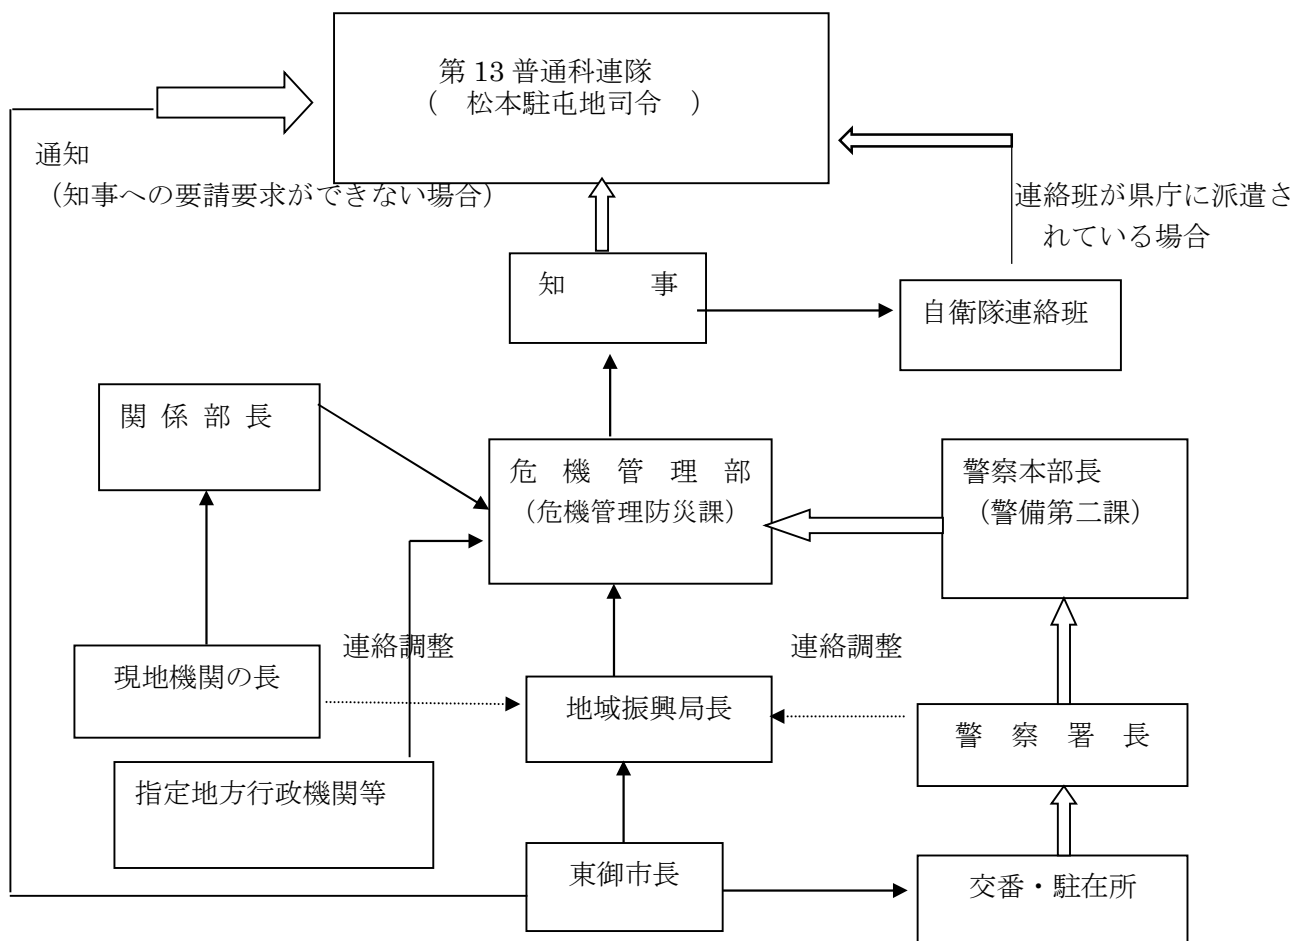 第 13 普通科連隊
（　松本駐屯地司令　）
通知
（知事への要請要求ができない場合）
連絡班が県庁に派遣さ
れている場合
知　　　事
自衛隊連絡班
関 係 部 長
危　機　管　理　部
（危機管理防災課）
警察本部長
（警備第二課）
連絡調整
連絡調整
現地機関の長
地域振興局長
警　察　署　長
指定地方行政機関等
東御市長
交番・駐在所